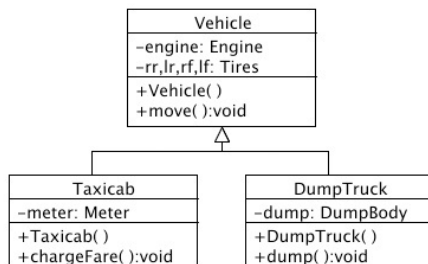 Vehicle
-engine: Engine
-rr,lr,rf,lf: Tires
+Vehicle( )
+move( ):void
Taxicab
-meter: Meter
+Taxicab( )
+chargeFare( ):void
DumpTruck
-dump: DumpBody
+DumpTruck( )
+dump( ):void